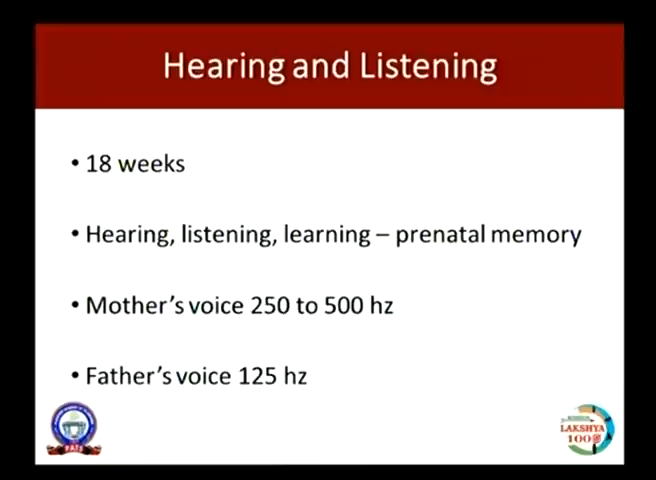 Hearing and Listening
• 18 weeks
• Hearing, listening, learning – prenatal memory
• Mother's voice 250 to 500 hz
• Father's voice 125 hz
PATS
LAKSHYA
100@